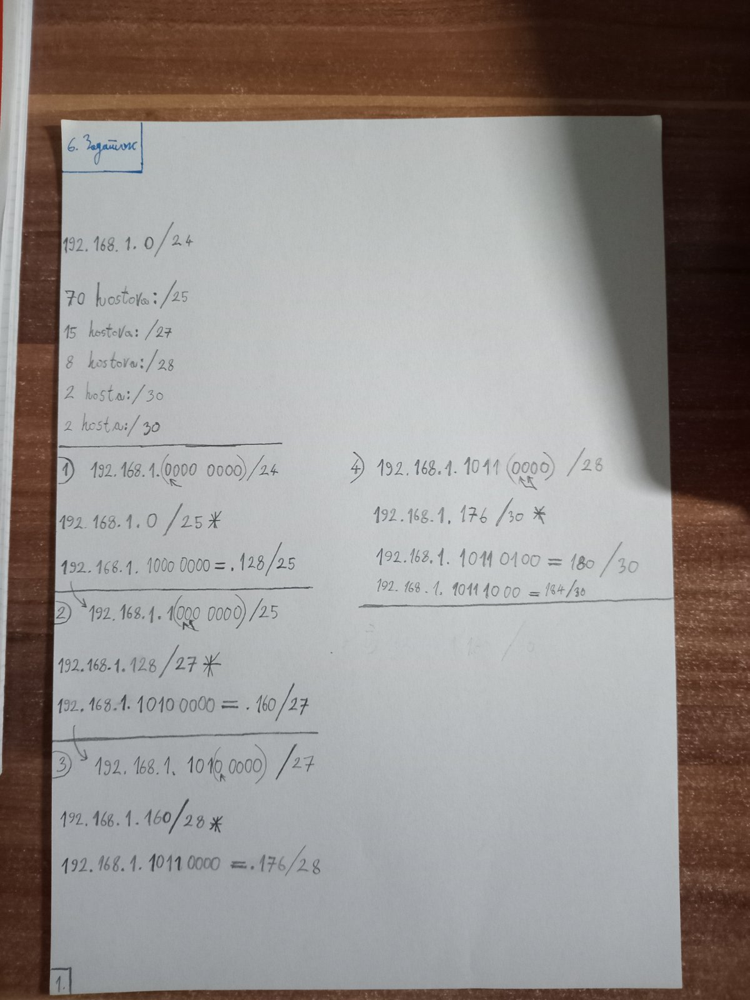 6. Задатак
192.168.1.0/24
70 hostova:/25
15 hostova:/27
8 hostova:/28
2 hosta:/30
2 hosta:/30
1) 192.168.1.(0000 0000)/24
192.168.1.0/25*
192.168.1. 1000 0000 = .128/25
2) 192.168.1.1(000 0000)/25
192.168.1.128/27*
192.168.1. 1010 0000 = .160/27
3) 192.168.1. 101(0 0000) /27
192.168.1.160/28*
192.168.1. 1011 0000 = .176/28
4) 192.168.1. 1011 (0000) /28
192.168.1. 176 /30 *
192.168.1. 1011 0100 = 180 /30
192.168.1. 1011 1000 = 184/30
1.